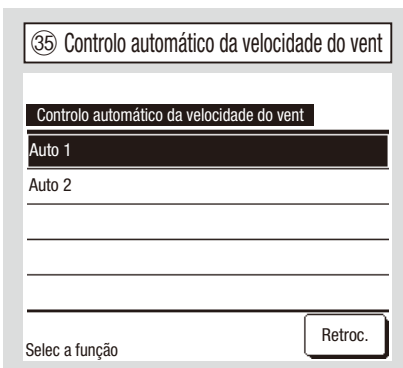 ㉟ Controlo automático da velocidade do vent
Controlo automático da velocidade do vent
Auto 1
Auto 2
Retroc.
Selec a função